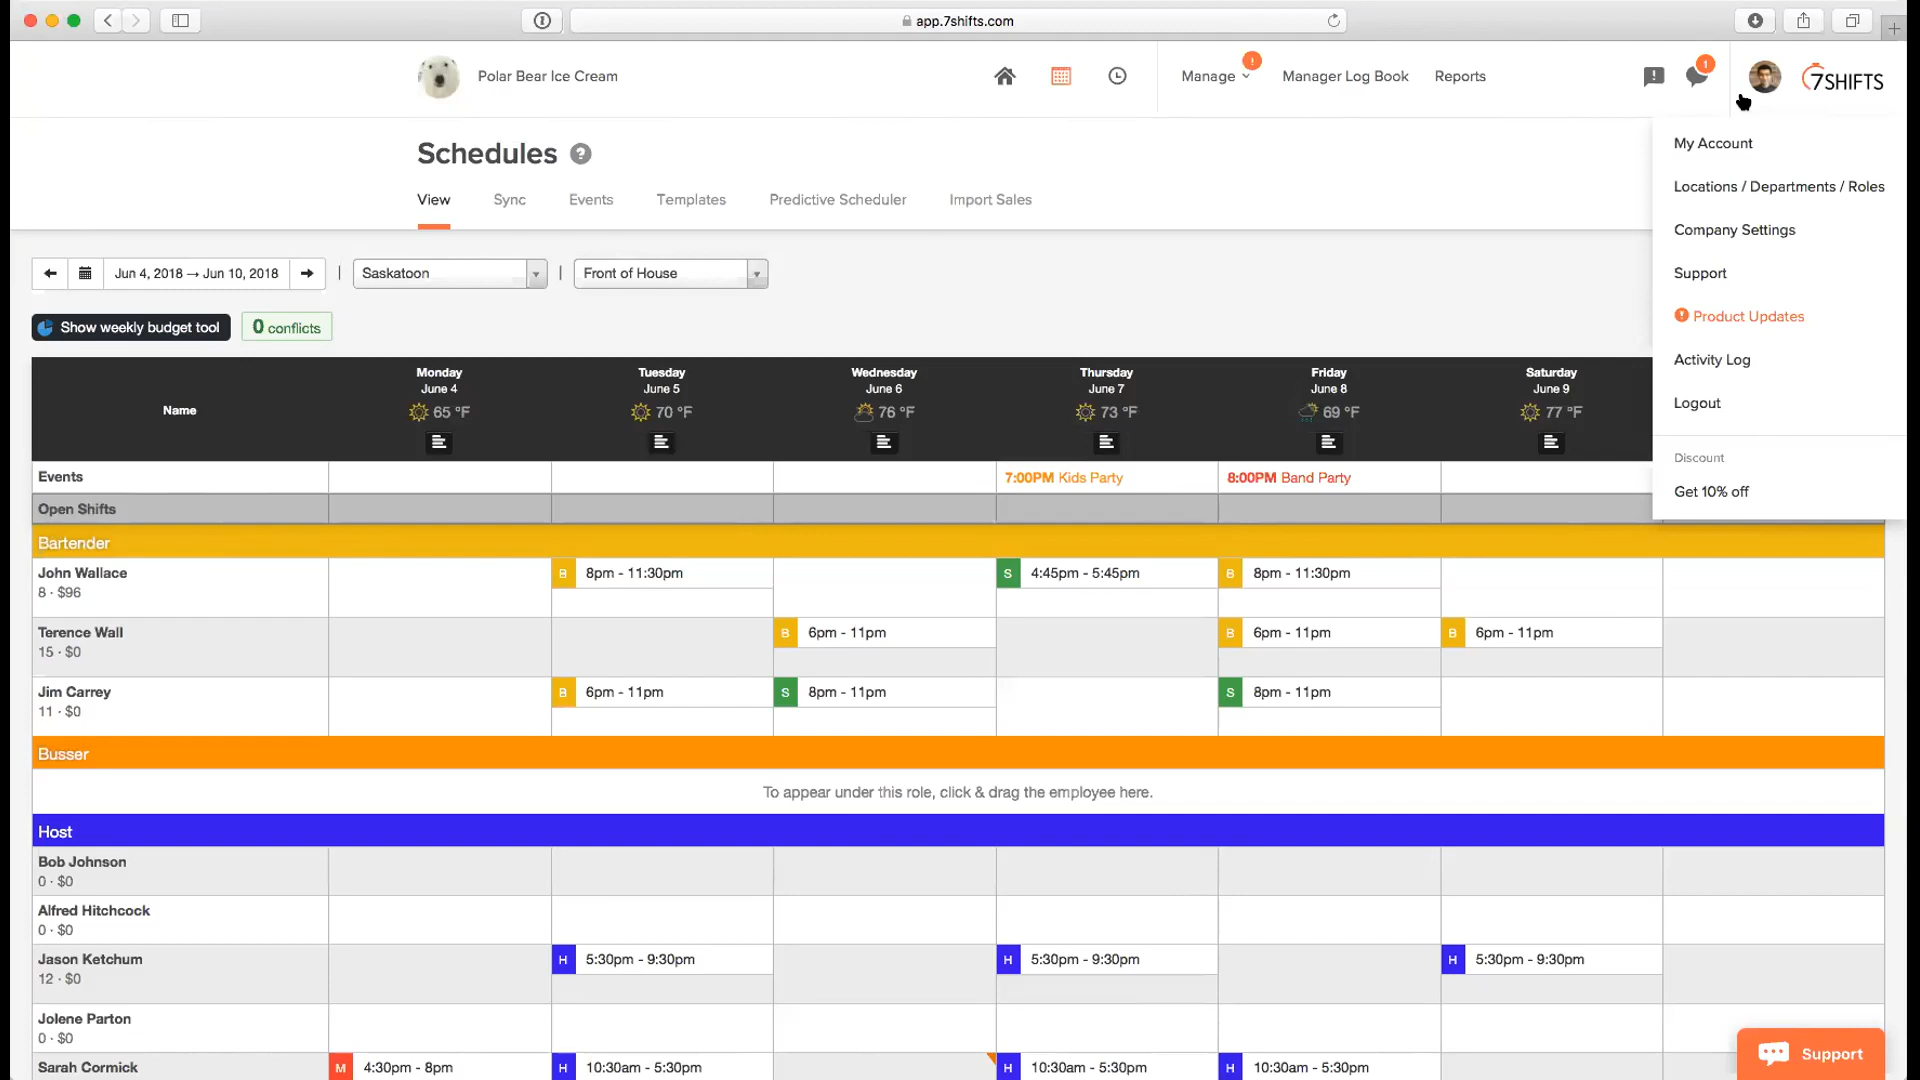 app.7shifts.com
Polar Bear Ice Cream
Manage
!
Manager Log Book
Reports
1
7SHIFTS
Schedules ?
View
Sync
Events
Templates
Predictive Scheduler
Import Sales
My Account
Locations / Departments / Roles
Company Settings
Support
Product Updates
Activity Log
Logout
Discount
Get 10% off
Jun 4, 2018 → Jun 10, 2018
Saskatoon
Front of House
Show weekly budget tool
0 conflicts
Name
Monday
June 4
65 °F
Tuesday
June 5
70 °F
Wednesday
June 6
76 °F
Thursday
June 7
73 °F
Friday
June 8
69 °F
Saturday
June 9
77 °F
Events
7:00PM Kids Party
8:00PM Band Party
Open Shifts
Bartender
John Wallace
8 · $96
B 8pm - 11:30pm
S 4:45pm - 5:45pm
B 8pm - 11:30pm
Terence Wall
15 · $0
B 6pm - 11pm
B 6pm - 11pm
B 6pm - 11pm
Jim Carrey
11 · $0
B 6pm - 11pm
S 8pm - 11pm
S 8pm - 11pm
Busser
To appear under this role, click & drag the employee here.
Host
Bob Johnson
0 · $0
Alfred Hitchcock
0 · $0
Jason Ketchum
12 · $0
H 5:30pm - 9:30pm
H 5:30pm - 9:30pm
H 5:30pm - 9:30pm
Jolene Parton
0 · $0
Sarah Cormick
M 4:30pm - 8pm
H 10:30am - 5:30pm
H 10:30am - 5:30pm
H 10:30am - 5:30pm
Support